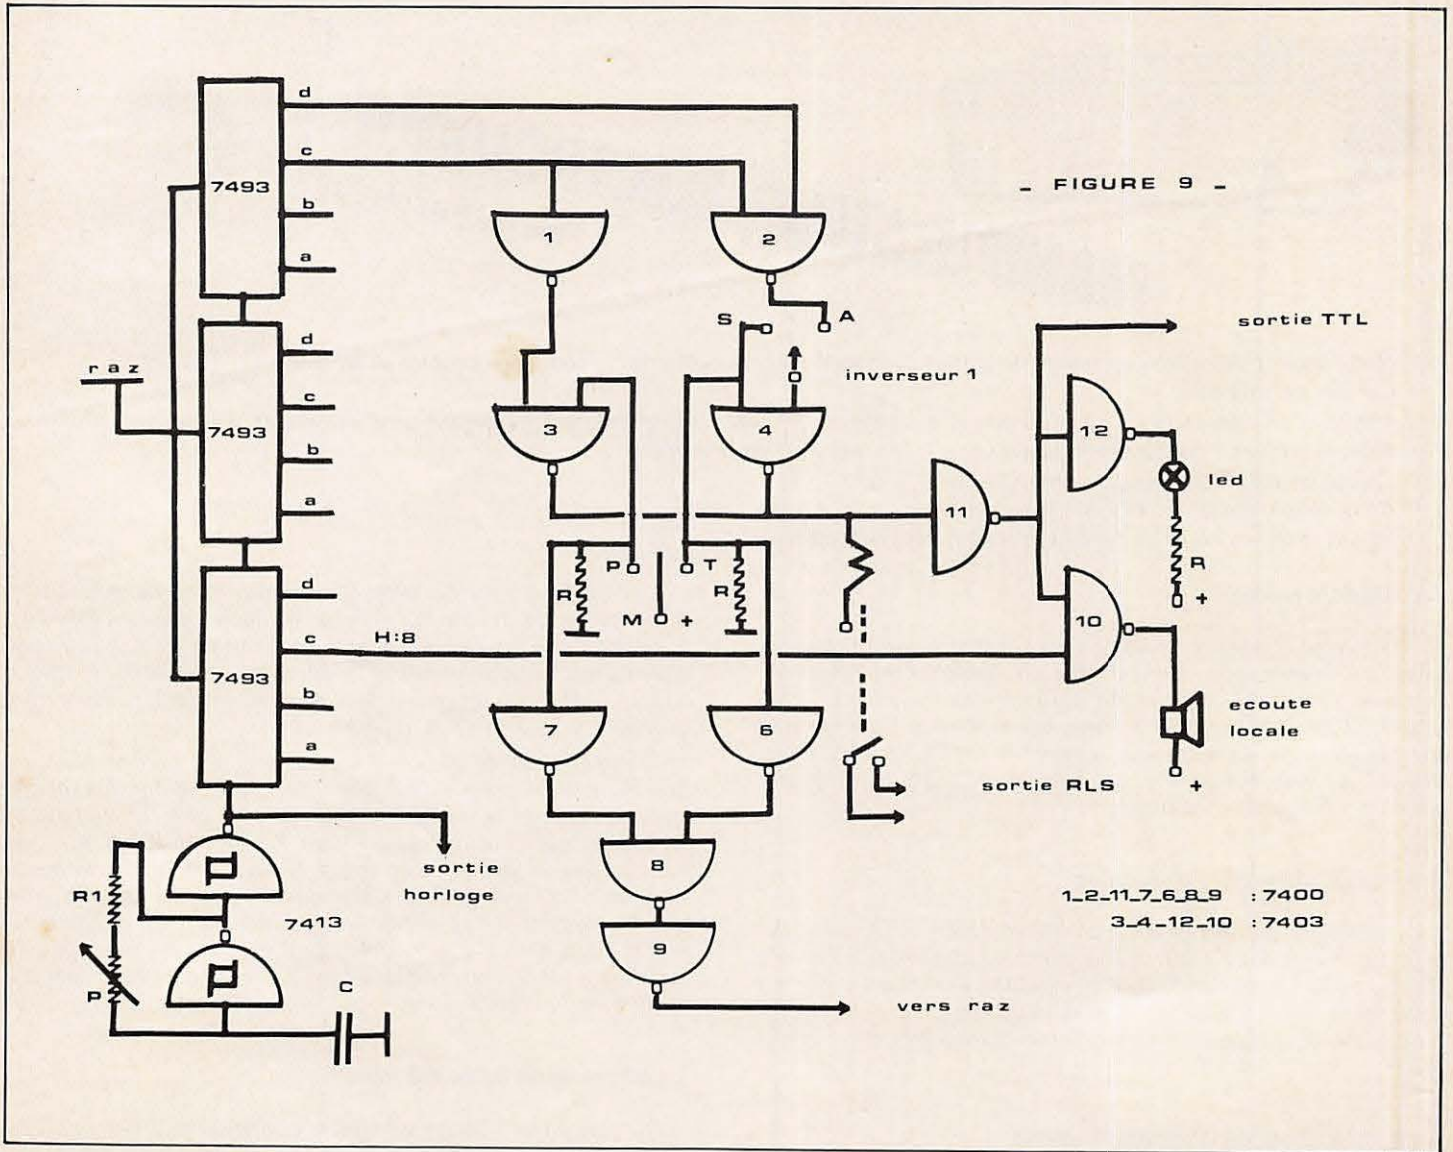 - FIGURE 9 -
d
c
b
a
7493
1
2
S
A
inverseur 1
sortie TTL
raz
7493
d
c
b
a
3
4
11
12
led
R
+
P
R
M
+
T
R
7493
d
c
H:8
b
a
10
7
6
ecoute
locale
+
sortie RLS
sortie
horloge
8
R1
7413
1_2_11_7_6_8_9 : 7400
3_4_12_10 : 7403
9
P
C
vers raz